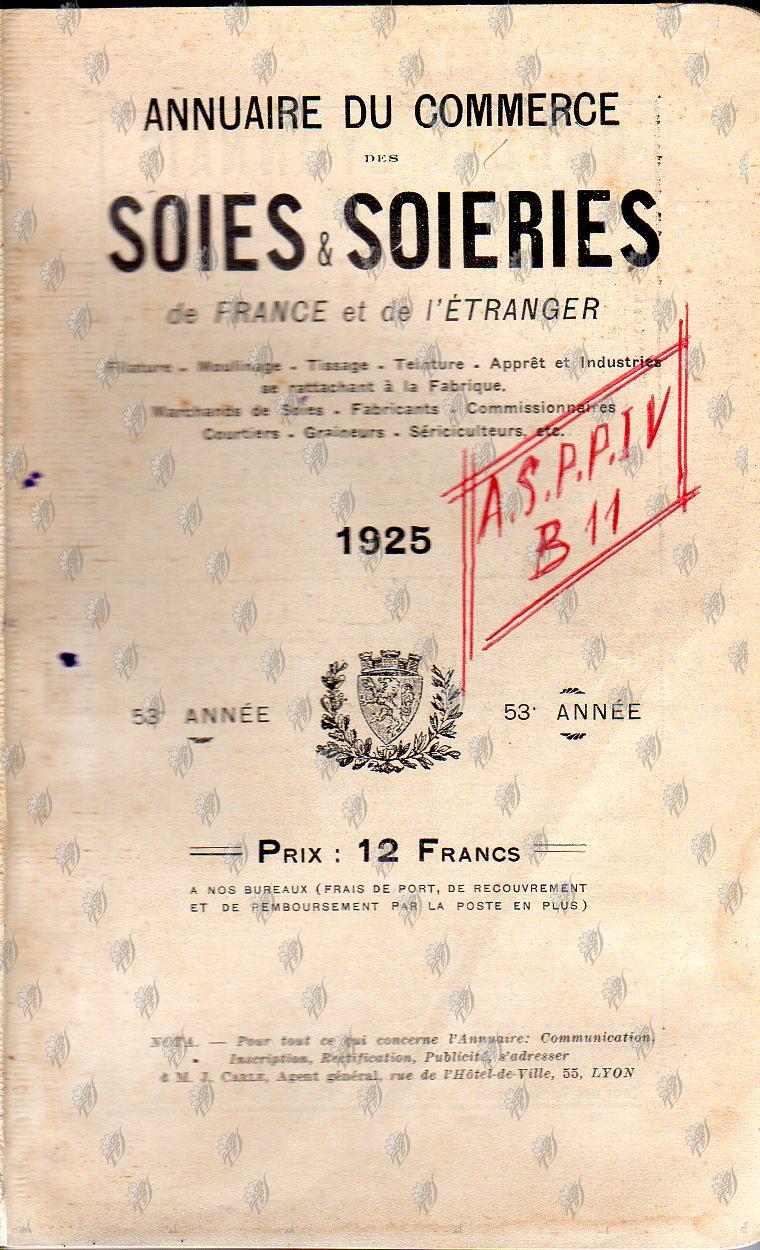 ANNUAIRE DU COMMERCE
DES
SOIES & SOIERIES
de FRANCE et de l'ÉTRANGER
Filature - Moulinage - Tissage - Teinture - Apprêt et Industries
se rattachant à la Fabrique.
Marchands de Soies - Fabricants - Commissionnaires
Courtiers - Graineurs - Sériciculteurs, etc.
A.S.P.P.IV
B 11
1925
53e ANNÉE
53e ANNÉE
PRIX : 12 FRANCS
A NOS BUREAUX (FRAIS DE PORT, DE RECOUVREMENT
ET DE REMBOURSEMENT PAR LA POSTE EN PLUS)
NOTA. — Pour tout ce qui concerne l'Annuaire: Communication,
Inscription, Rectification, Publicité, s'adresser
à M. J. CARLE, Agent général, rue de l'Hôtel-de-Ville, 55, LYON